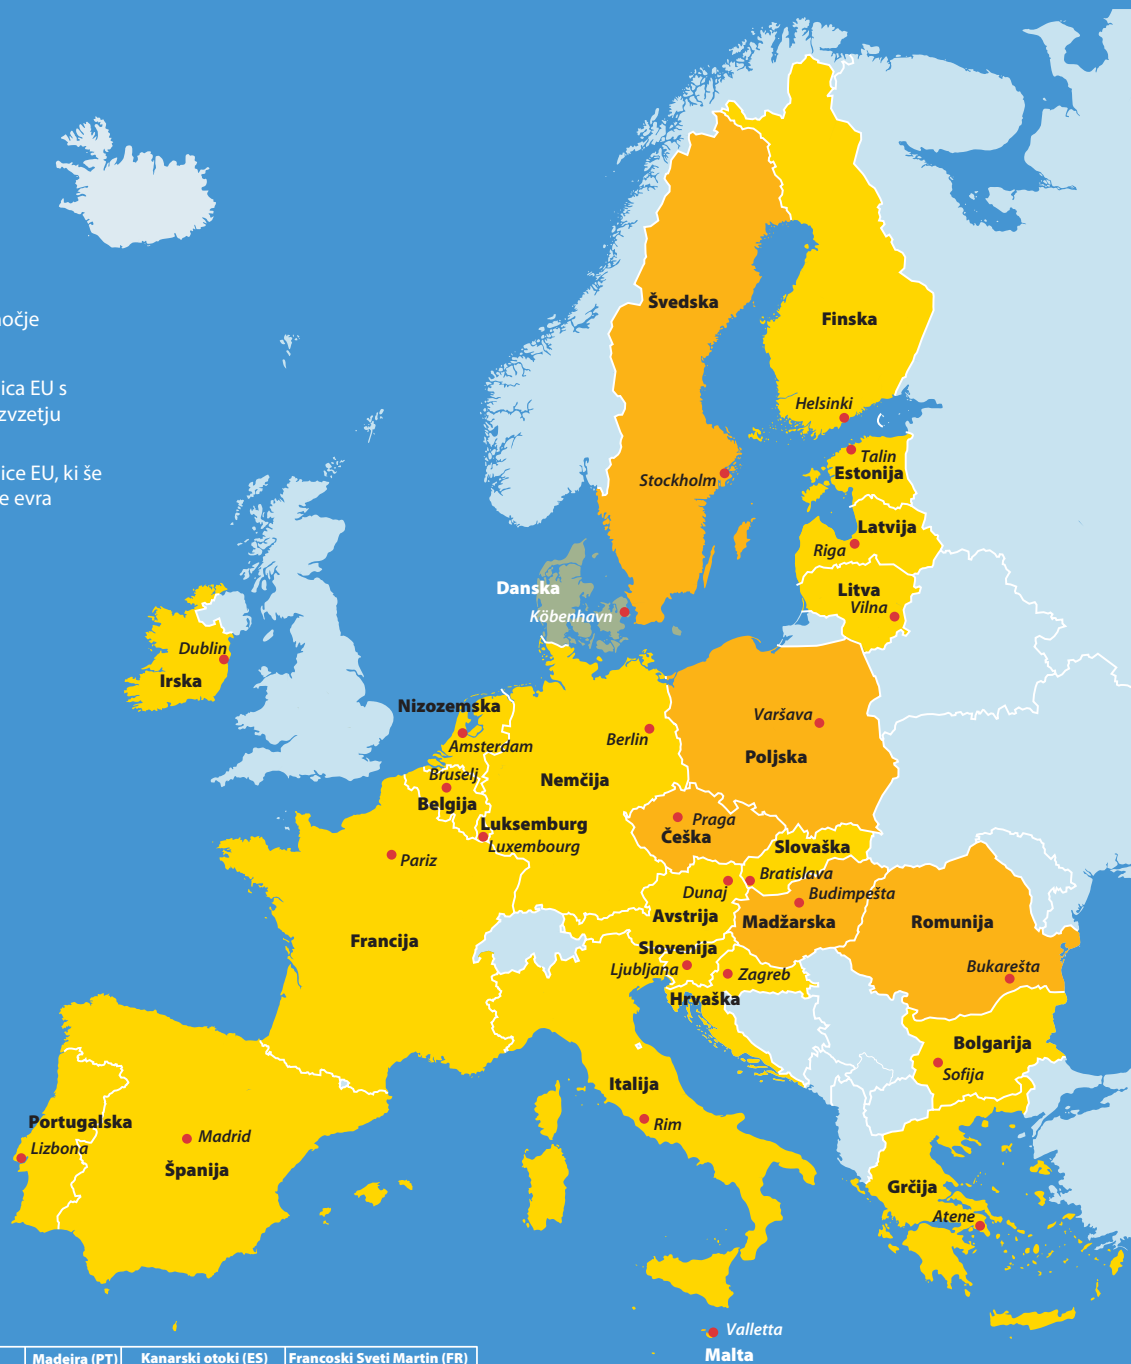 očje
ica EU s
zvzetju
ice EU, ki še
e evra
Švedska
Finska
Helsinki
Stockholm
Talin
Estonija
Latvija
Riga
Litva
Vilna
Danska
Köbenhavn
Dublin
Irska
Nizozemska
Amsterdam
Berlin
Varšava
Poljska
Nemčija
Bruselj
Belgija
Luksemburg
Luxembourg
Praga
Češka
Slovaška
Bratislava
Pariz
Dunaj
Budimpešta
Avstrija
Madžarska
Romunija
Francija
Slovenija
Ljubljana
Zagreb
Bukarešta
Hrvaška
Bolgarija
Sofija
Italija
Rim
Portugalska
Lizbona
Madrid
Španija
Grčija
Atene
Valletta
Malta
Madeira (PT)
Kanarski otoki (ES)
Francoski Sveti Martin (FR)